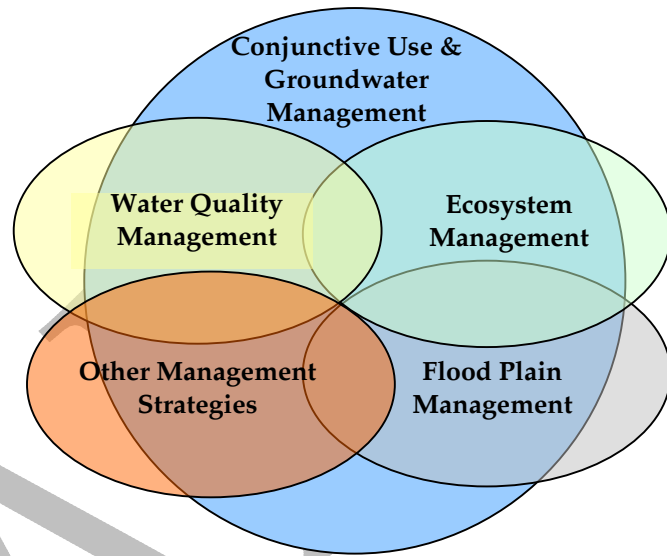 Conjunctive Use &
Groundwater
Management
Water Quality
Management
Ecosystem
Management
Other Management
Strategies
Flood Plain
Management